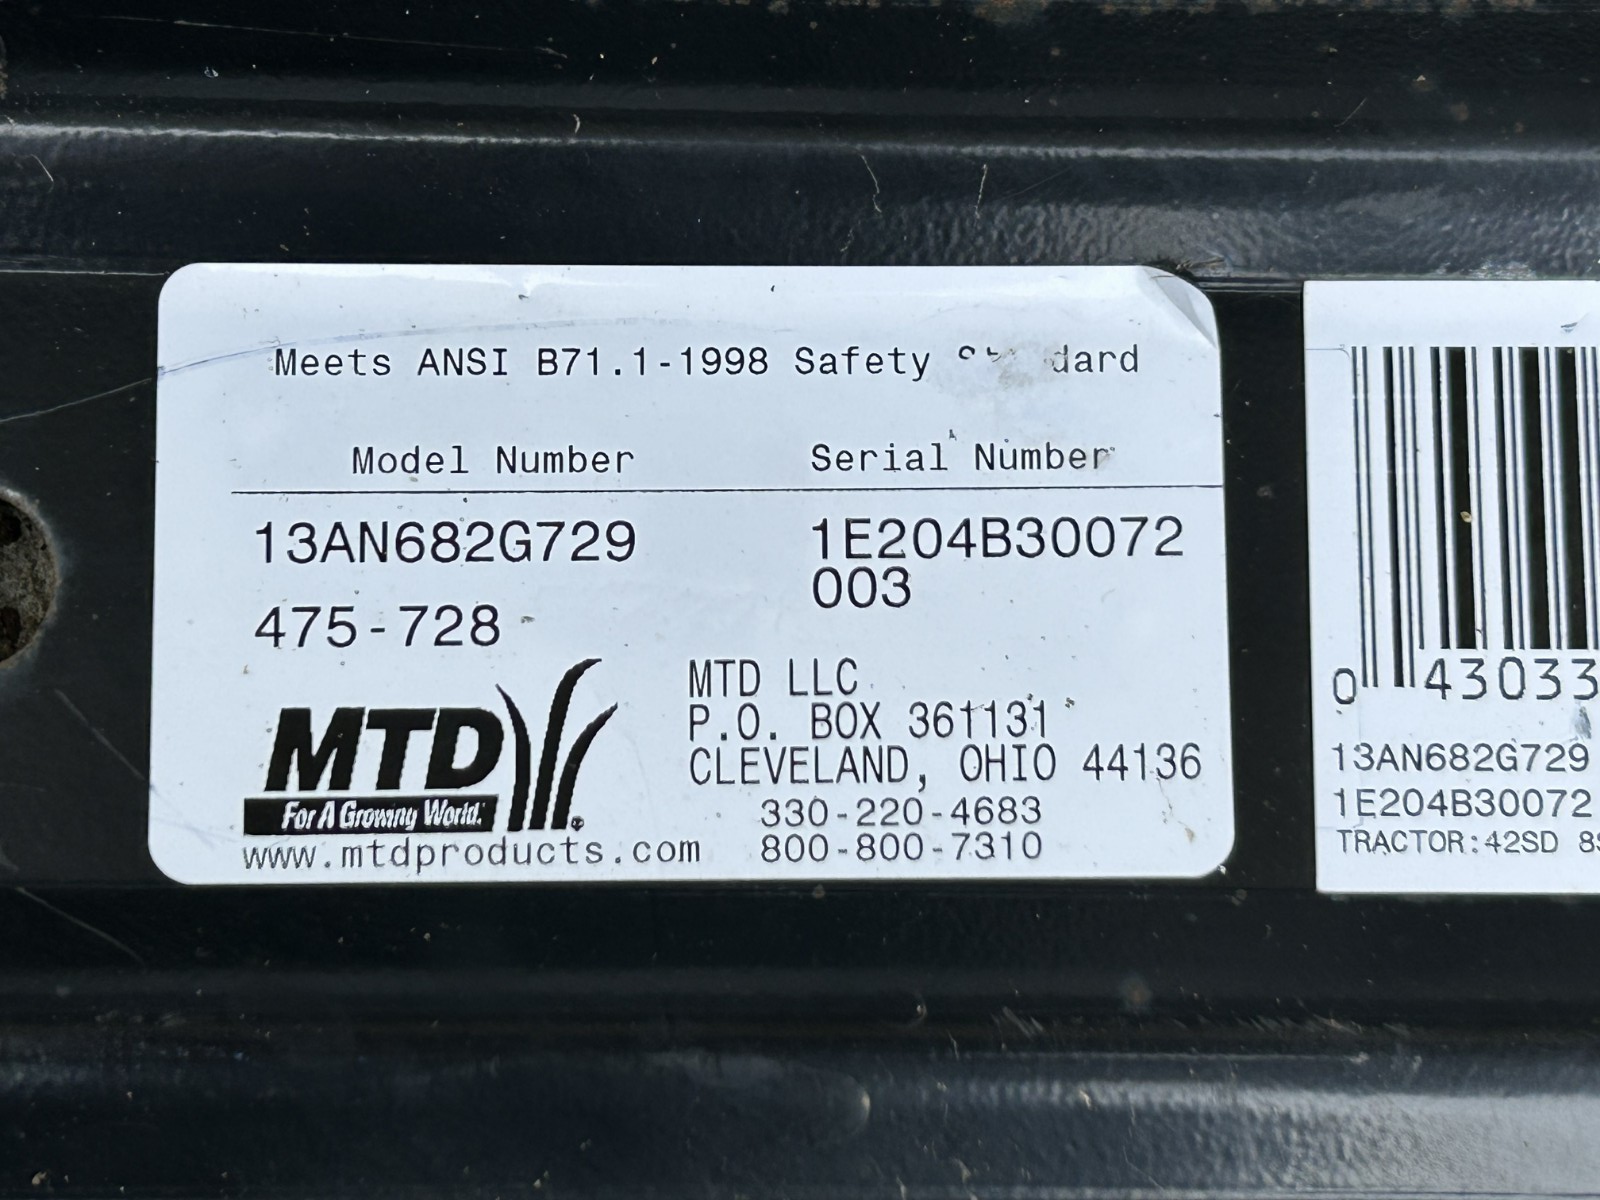 Meets ANSI B71.1-1998 Safety
Model Number Serial Number
13AN682G729 1E204B30072
003
475-728
MTD
For A Growing World.
www.mtdproducts.com
MTD LLC
P.O. BOX 361131
CLEVELAND, OHIO 44136
330-220-4683
800-800-7310
0 43033
13AN682G729
1E204B30072
TRACTOR:42SD